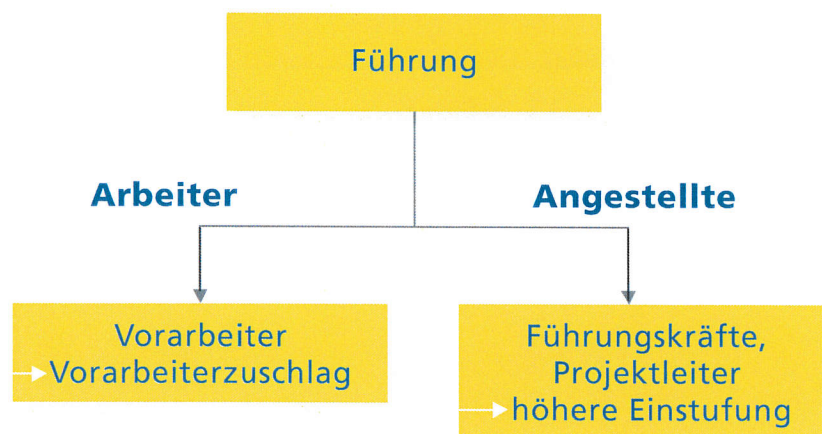 Führung
Arbeiter
Angestellte
Vorarbeiter
Vorarbeiterzuschlag
Führungskräfte,
Projektleiter
höhere Einstufung